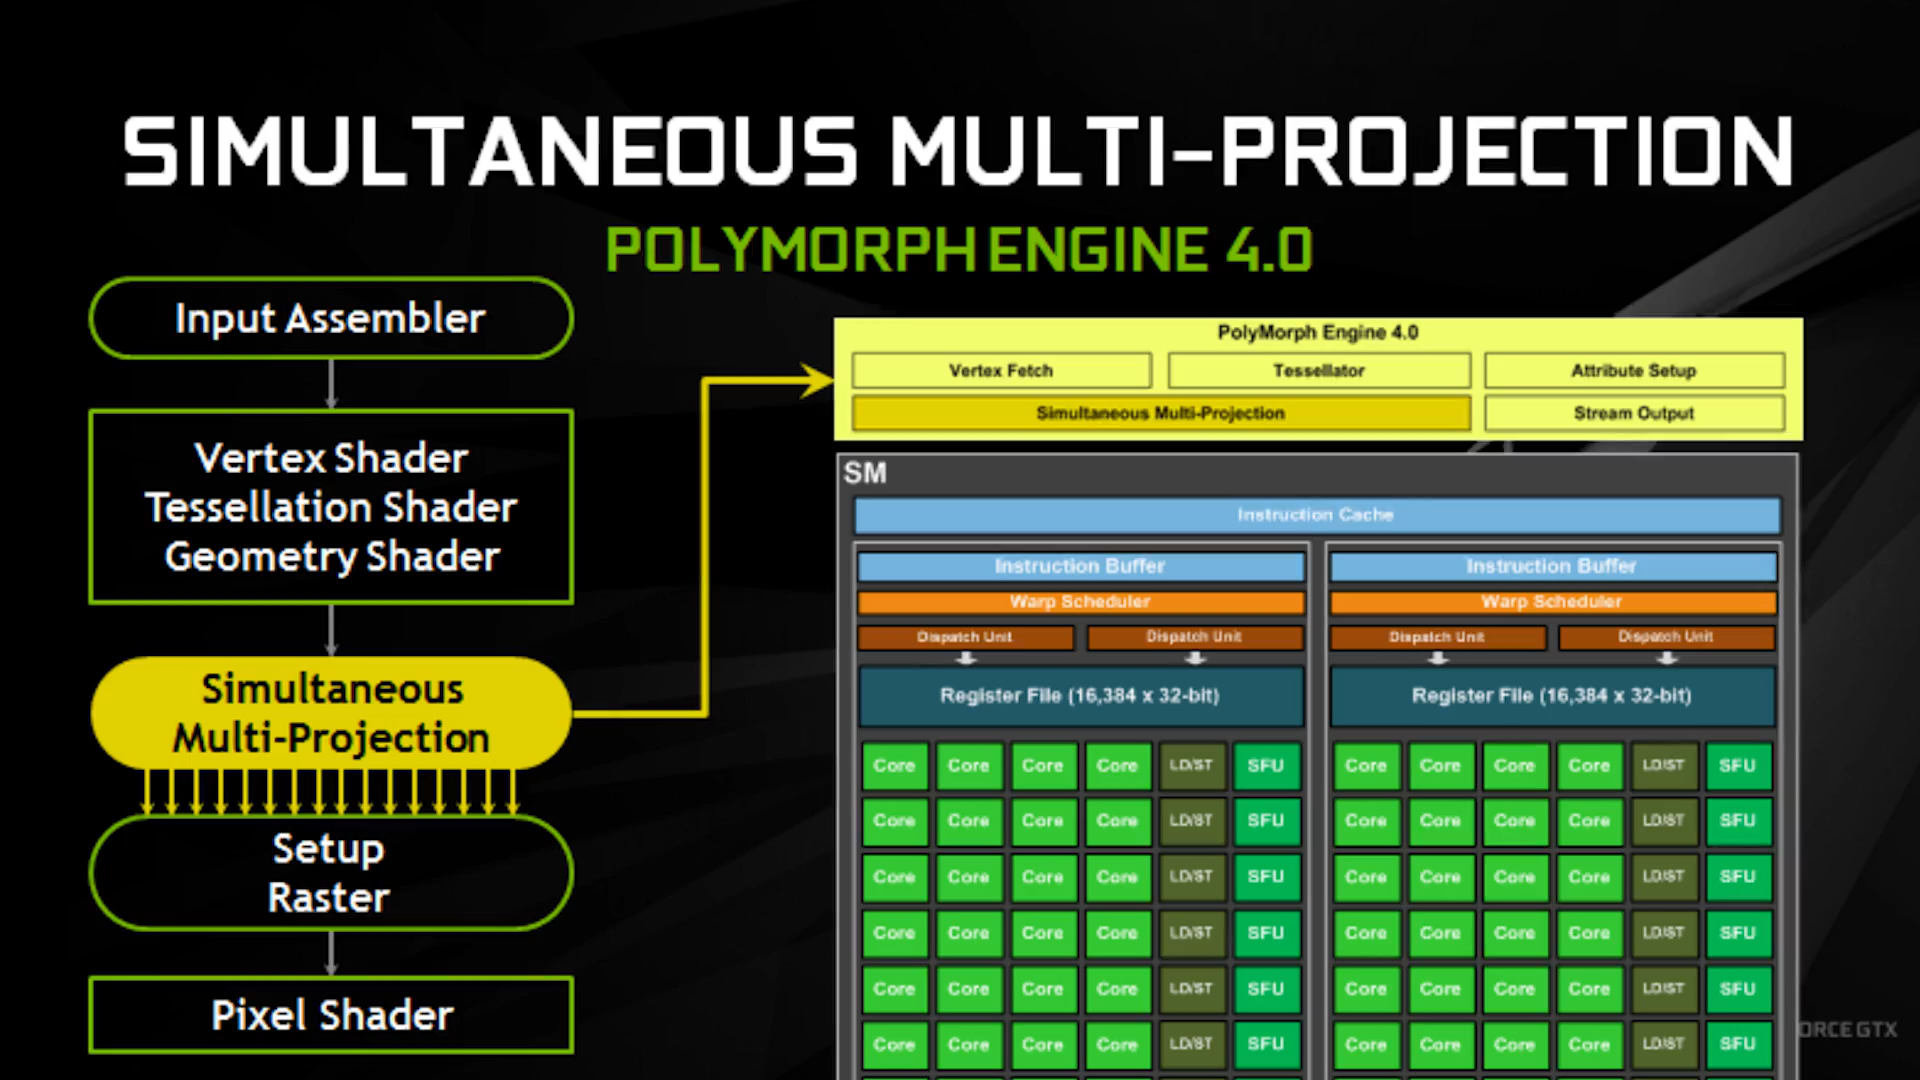 SIMULTANEOUS MULTI-PROJECTION
POLYMORPH ENGINE 4.0
Input Assembler
Vertex Shader
Tessellation Shader
Geometry Shader
Simultaneous
Multi-Projection
Setup
Raster
Pixel Shader
PolyMorph Engine 4.0
Vertex Fetch Tessellator Attribute Setup
Simultaneous Multi-Projection Stream Output
SM
Instruction Cache
Instruction Buffer Instruction Buffer
Warp Scheduler Warp Scheduler
Dispatch Unit Dispatch Unit Dispatch Unit Dispatch Unit
Register File (16,384 x 32-bit) Register File (16,384 x 32-bit)
Core Core Core Core LD/ST SFU Core Core Core Core LD/ST SFU
Core Core Core Core LD/ST SFU Core Core Core Core LD/ST SFU
Core Core Core Core LD/ST SFU Core Core Core Core LD/ST SFU
Core Core Core Core LD/ST SFU Core Core Core Core LD/ST SFU
Core Core Core Core LD/ST SFU Core Core Core Core LD/ST SFU
Core Core Core Core LD/ST SFU Core Core Core Core LD/ST SFU
ORCE GTX